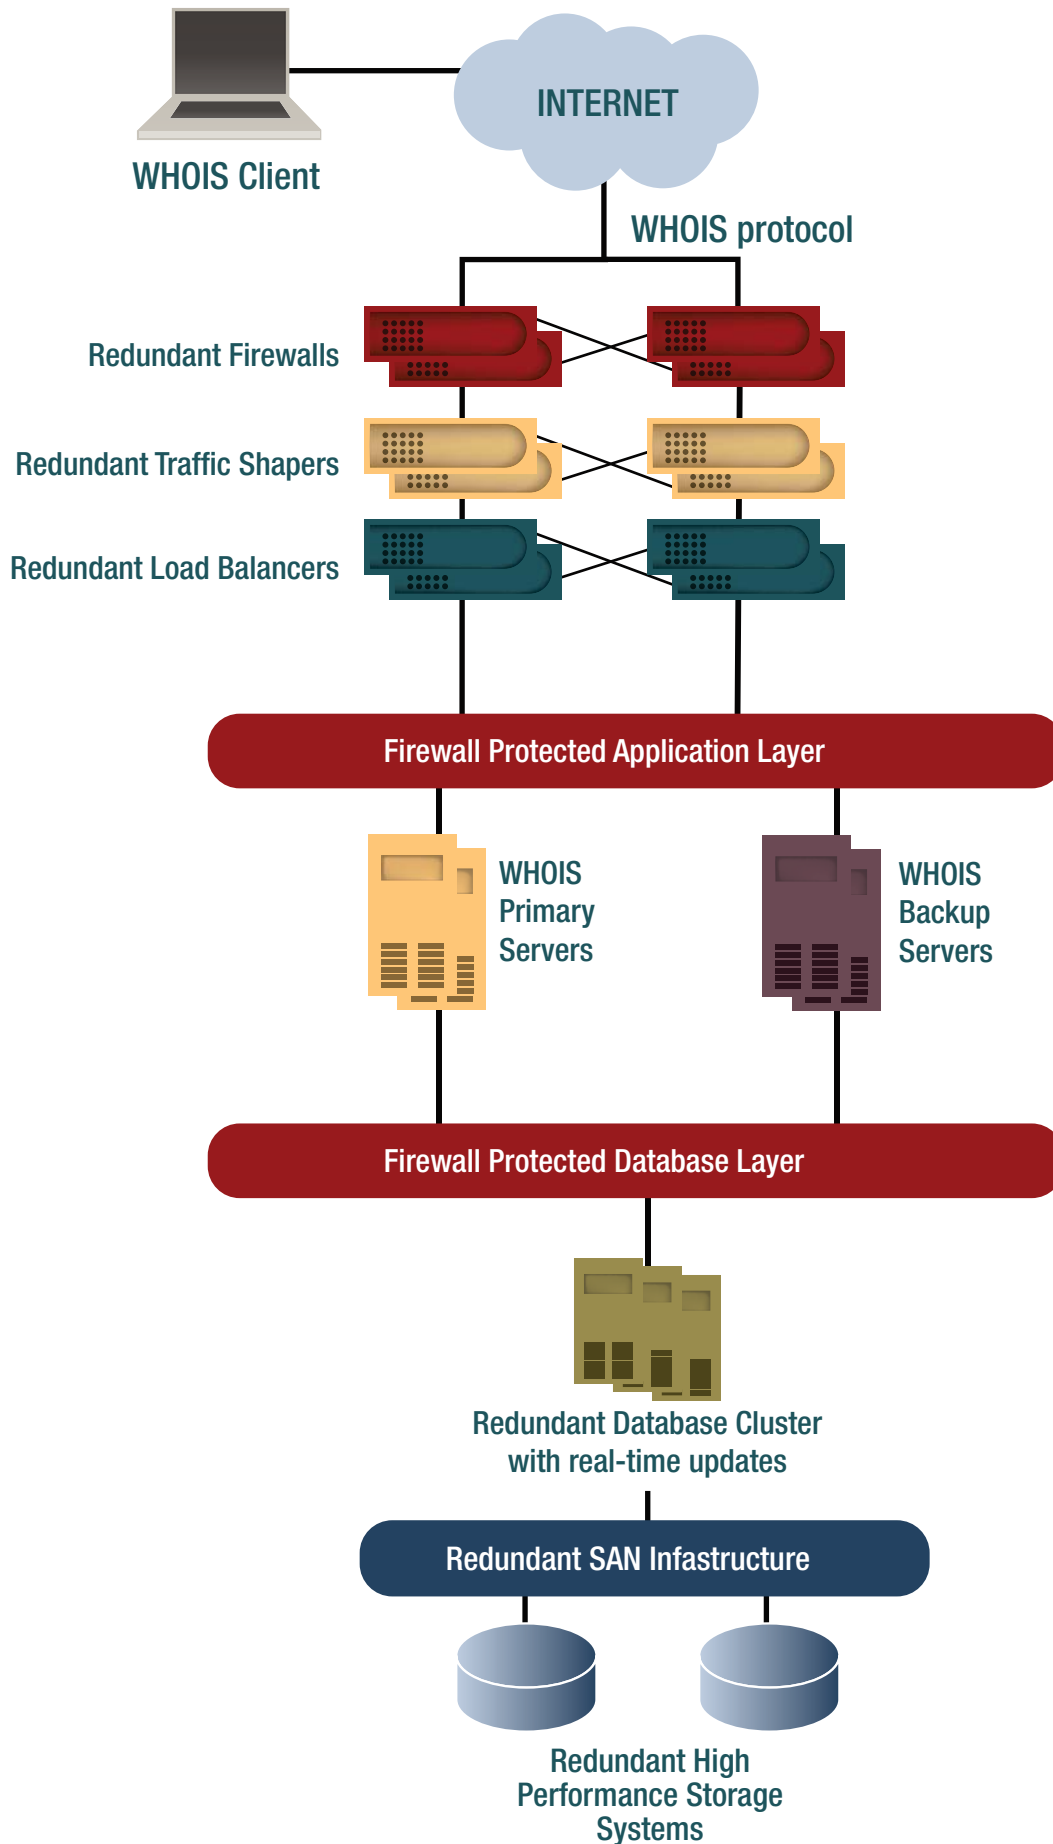 INTERNET
WHOIS Client
WHOIS protocol
Redundant Firewalls
Redundant Traffic Shapers
Redundant Load Balancers
Firewall Protected Application Layer
WHOIS
Primary
Servers
WHOIS
Backup
Servers
Firewall Protected Database Layer
Redundant Database Cluster
with real-time updates
Redundant SAN Infastructure
Redundant High
Performance Storage
Systems